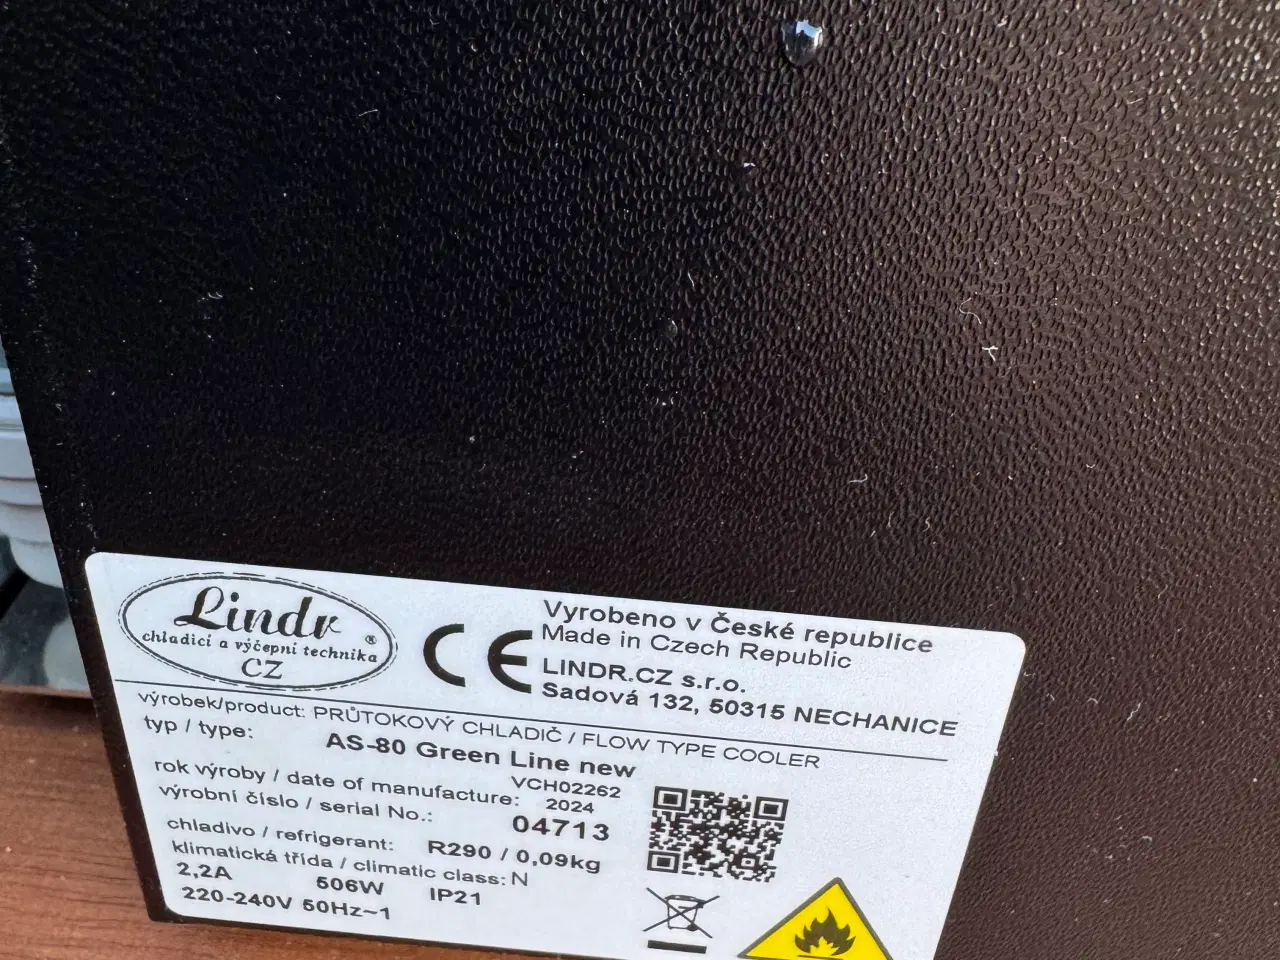 Lindr ®
chladicí a výčepní technika
CZ
CE
Vyrobeno v České republice
Made in Czech Republic
LINDR.CZ s.r.o.
Sadová 132, 50315 NECHANICE
výrobek/product: PRŮTOKOVÝ CHLADIČ / FLOW TYPE COOLER
typ / type: AS-80 Green Line new
VCH02262
rok výroby / date of manufacture: 2024
výrobní číslo / serial No.: 04713
chladivo / refrigerant: R290 / 0,09kg
klimatická třída / climatic class: N
2,2A 506W IP21
220-240V 50Hz~1